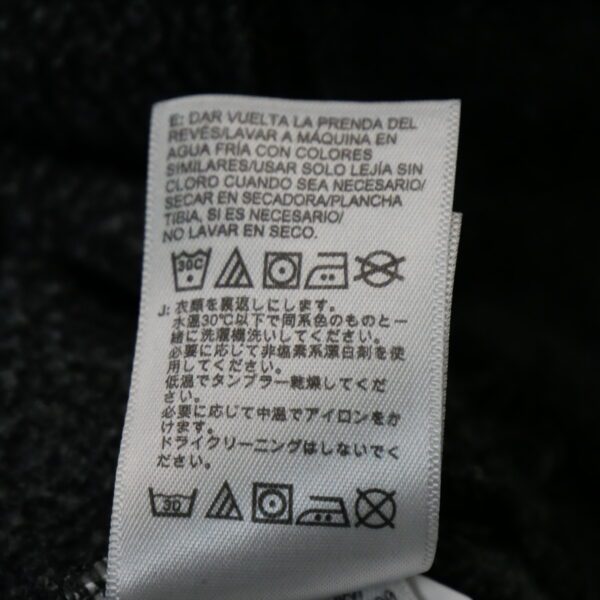 E: DAR VUELTA LA PRENDA DEL
REVÉS/LAVAR A MÁQUINA EN
AGUA FRÍA CON COLORES
SIMILARES/USAR SOLO LEJÍA SIN
CLORO CUANDO SEA NECESARIO/
SECAR EN SECADORA/PLANCHA
TIBIA, SI ES NECESARIO/
NO LAVAR EN SECO.
30C
J: 衣類を裏返しにします。
水温30℃以下で同系色のものと一
緒に洗濯機洗いしてください。
必要に応じて非塩素系漂白剤を使
用してください。
低温でタンブラー乾燥してくだ
さい。
必要に応じて中温でアイロンをか
けます。
ドライクリーニングはしないでく
ださい。
30